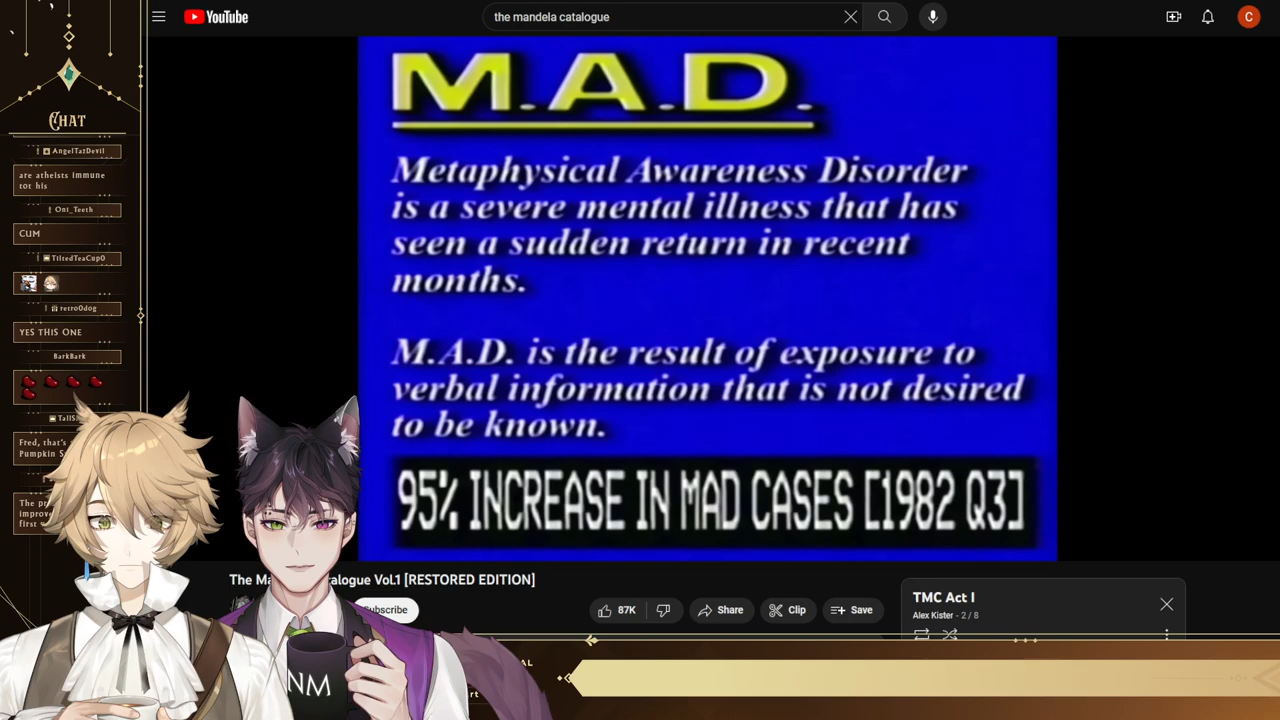 YouTube
the mandela catalogue
C
CHAT
AngelTazDevil
are atheists immune
tot his
Oni_Teeth
CUM
TiltedTeaCup0
retro0dog
YES THIS ONE
BarkBark
Fred, that's
Pumpkin
The
improve
first
M.A.D.
Metaphysical Awareness Disorder
is a severe mental illness that has
seen a sudden return in recent
months.
M.A.D. is the result of exposure to
verbal information that is not desired
to be known.
95% INCREASE IN MAD CASES [1982 Q3]
The Ma alogue Vol.1 [RESTORED EDITION]
Subscribe
87K
Share
Clip
Save
TMC Act I
Alex Kister - 2 / 8
NM